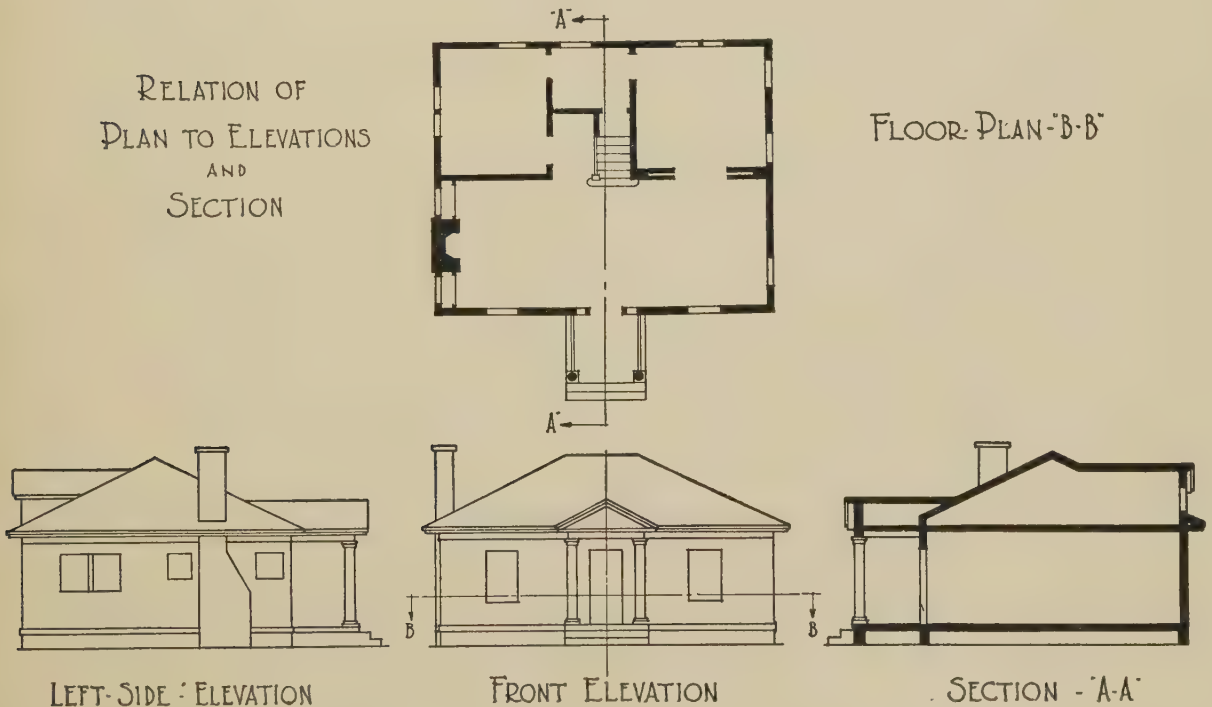 "A"
RELATION OF
PLAN TO ELEVATIONS
AND
SECTION
FLOOR-PLAN-"B-B"
A"
B
B
LEFT-SIDE-ELEVATION
FRONT ELEVATION
SECTION - "A-A"